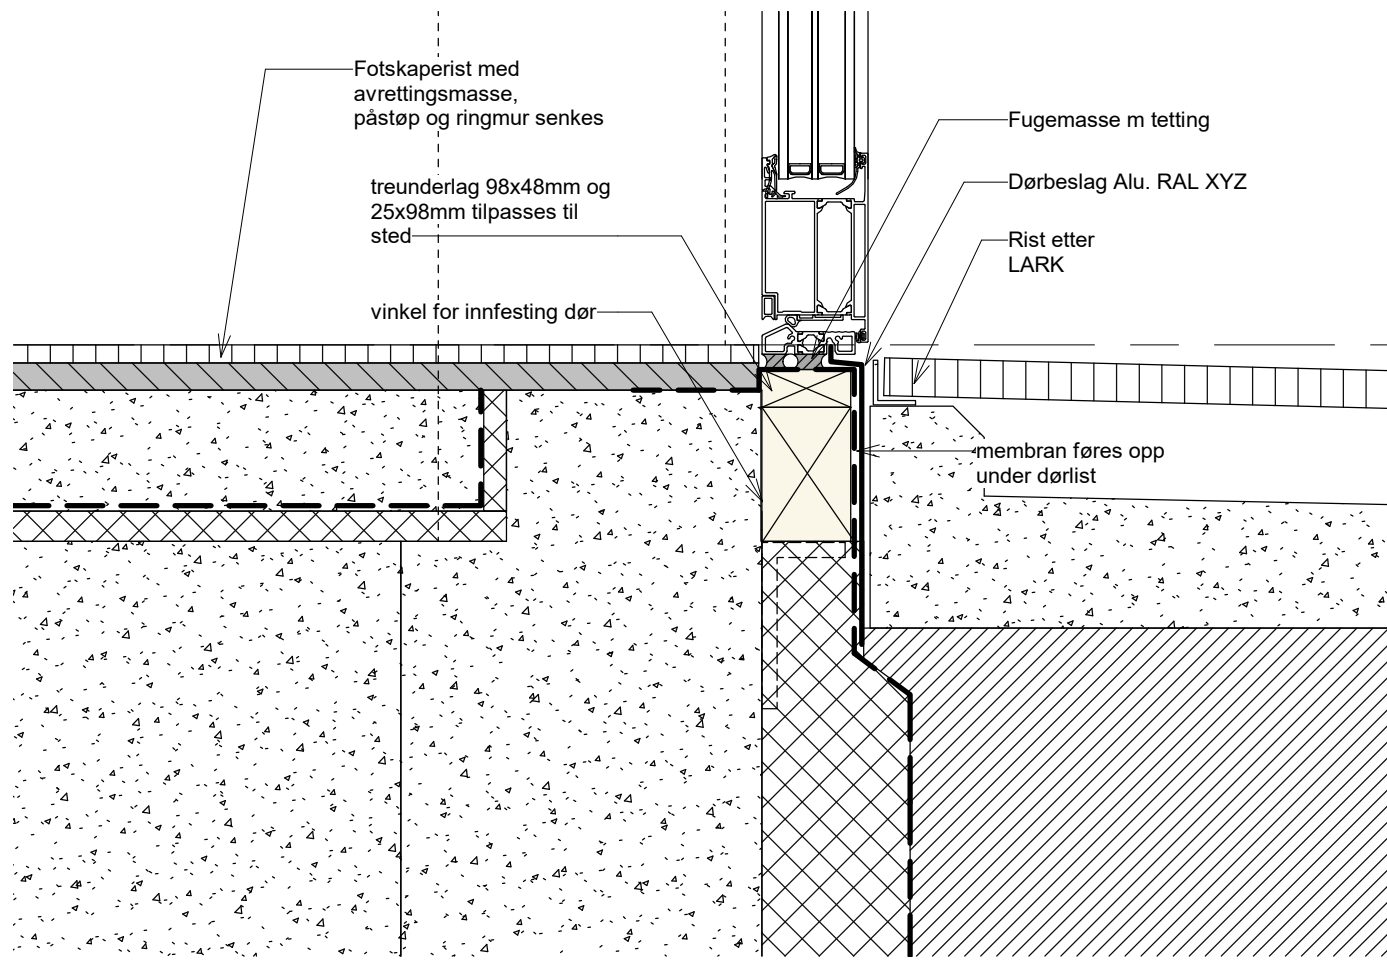 Fotskaperist med
avrettingsmasse,
påstøp og ringmur senkes
treunderlag 98x48mm og
25x98mm tilpasses til
sted
vinkel for innfesting dør
Fugemasse m tetting
Dørbeslag Alu. RAL XYZ
Rist etter
LARK
membran føres opp
under dørlist